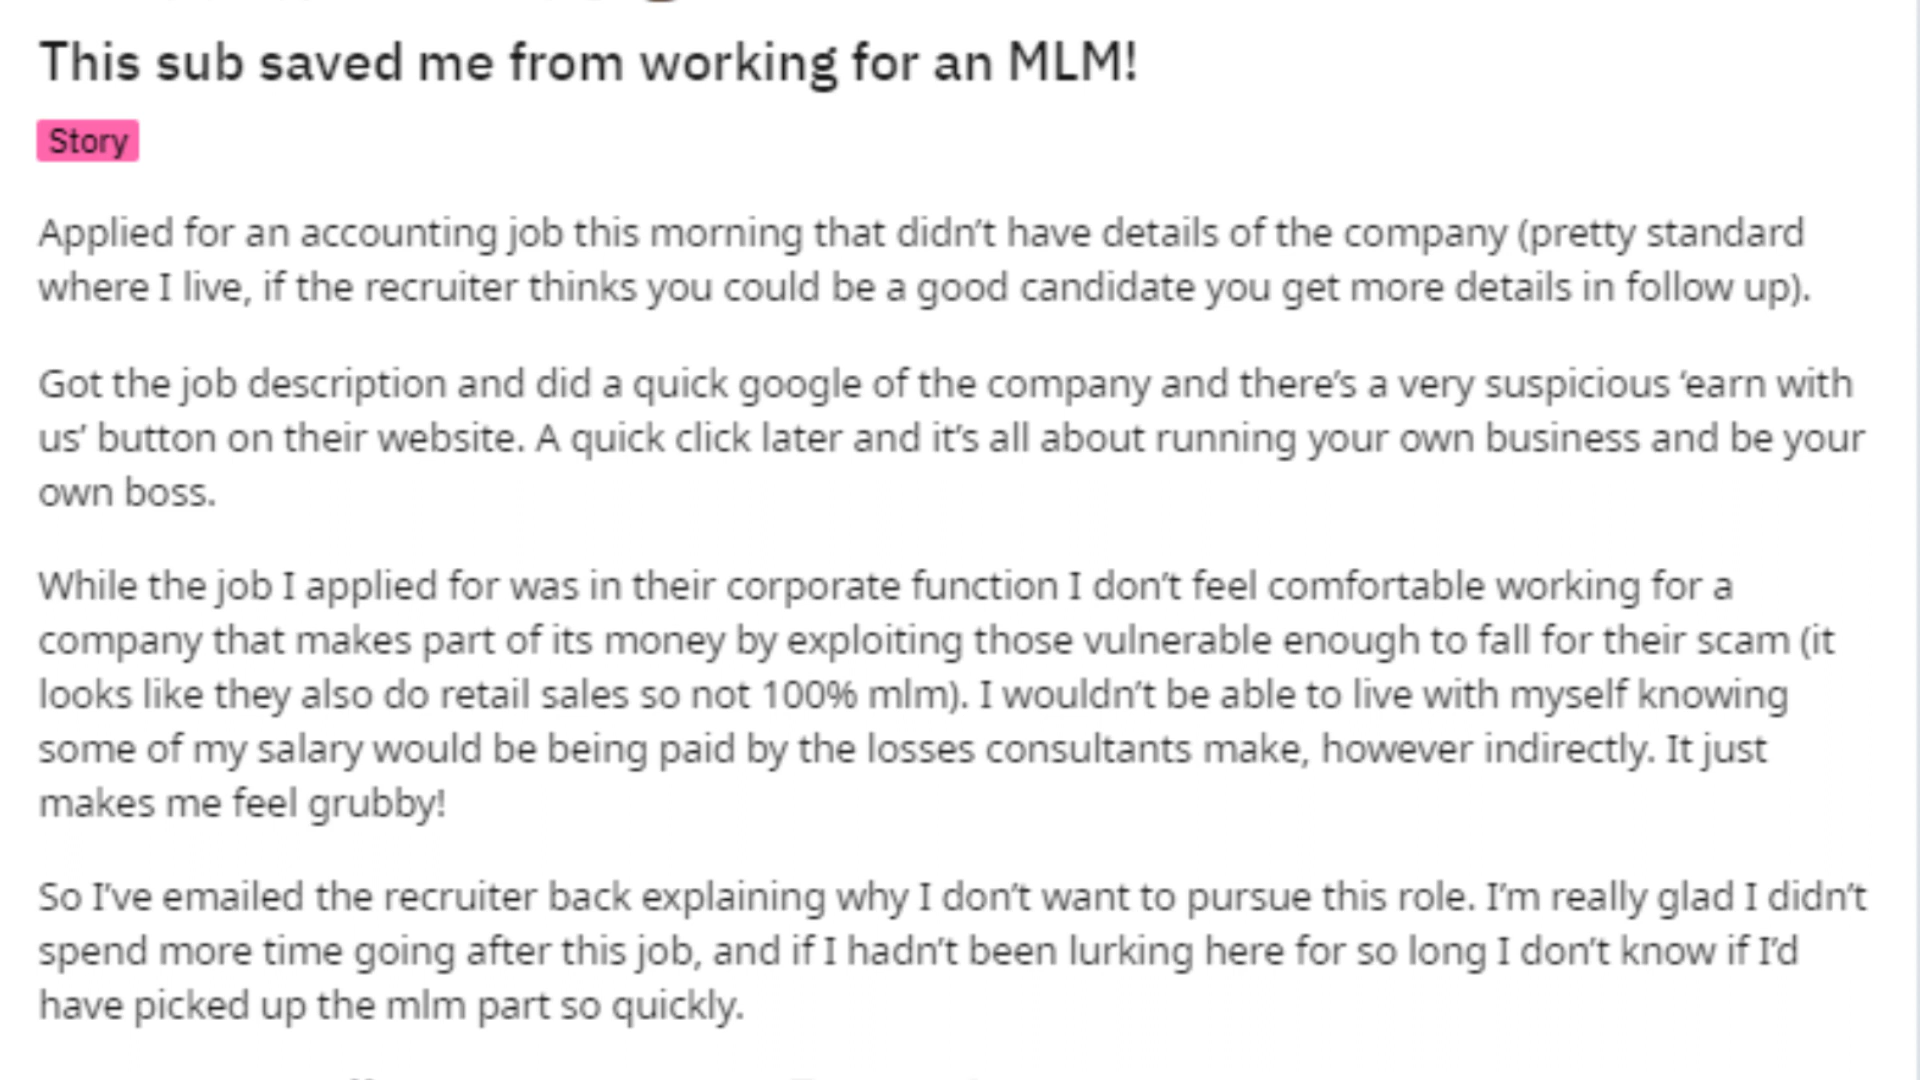 This sub saved me from working for an MLM!
Story
Applied for an accounting job this morning that didn’t have details of the company (pretty standard
where I live, if the recruiter thinks you could be a good candidate you get more details in follow up).
Got the job description and did a quick google of the company and there’s a very suspicious ‘earn with
us’ button on their website. A quick click later and it’s all about running your own business and be your
own boss.
While the job I applied for was in their corporate function I don’t feel comfortable working for a
company that makes part of its money by exploiting those vulnerable enough to fall for their scam (it
looks like they also do retail sales so not 100% mlm). I wouldn’t be able to live with myself knowing
some of my salary would be being paid by the losses consultants make, however indirectly. It just
makes me feel grubby!
So I’ve emailed the recruiter back explaining why I don’t want to pursue this role. I’m really glad I didn’t
spend more time going after this job, and if I hadn’t been lurking here for so long I don’t know if I’d
have picked up the mlm part so quickly.